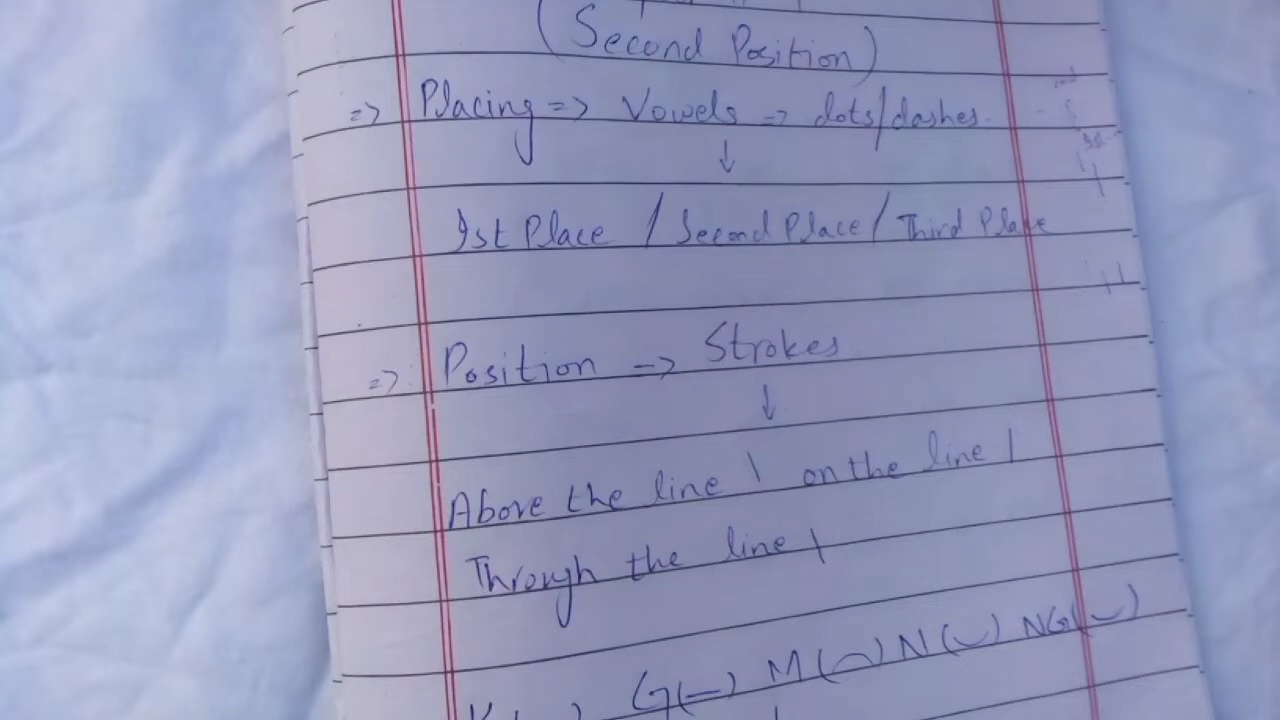 (Second Position)
=> Placing => Vowels -> dots/dashes
↓
1st Place / Second Place / Third Place
=> Position -> Strokes
↓
Above the line \ on the line /
Through the line \
G(—) M(⌒) N(‿) NG(‿)